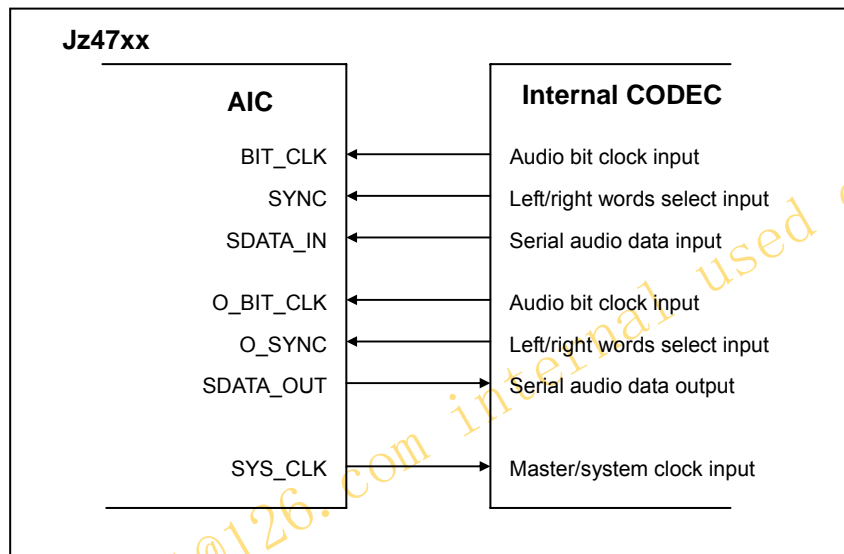 Jz47xx
AIC
Internal CODEC
BIT_CLK
Audio bit clock input
SYNC
Left/right words select input
SDATA_IN
Serial audio data input
O_BIT_CLK
Audio bit clock input
O_SYNC
Left/right words select input
SDATA_OUT
Serial audio data output
SYS_CLK
Master/system clock input
@126.com internal used